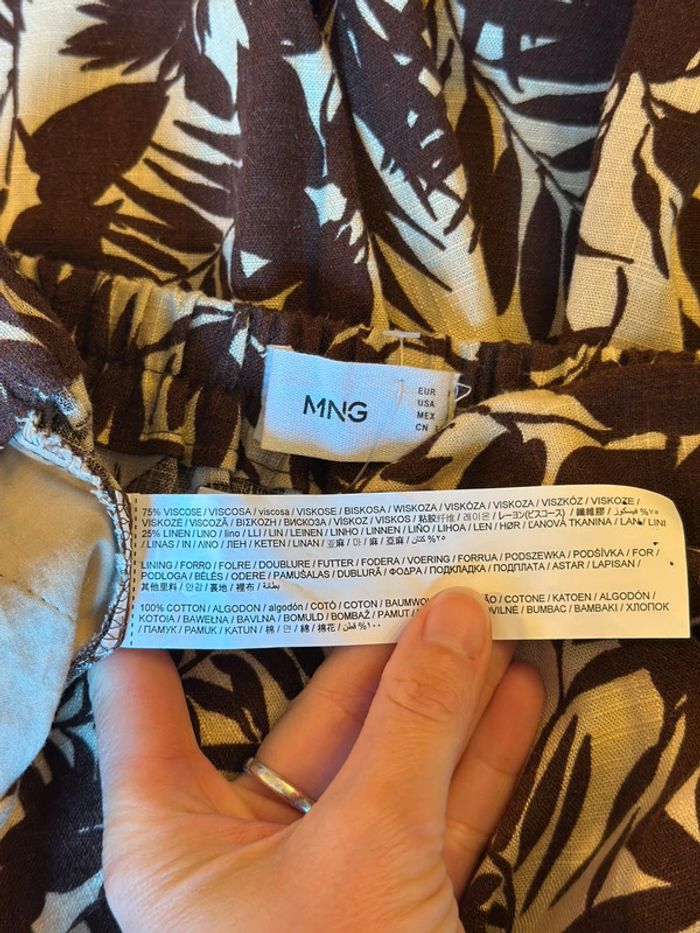 MNG
EUR
USA
MEX
CN
75% VISCOSE / VISCOSA / viscosa / VISKOSE / BISKOSA / WISKOZA / VISKÓZA / VISKOZA / VISZKÓZ / VISKOZE /
VISKOZĖ / VISCOZĂ / ΒΙΣΚΟΖΗ / ВИСКОЗА / VİSKOZ / VISKOS / 粘胶纤维 / 레이온 / レーヨン(ビスコース) / 纖維膠 / فيسكوز %٧٥
25% LINEN / LINO / lino / LLI / LIN / LEINEN / LINHO / LINNEN / LIÑO / LIHOA / LEN / HØR / ĽANOVÁ TKANINA / LAN / LINI
/ LINAS / IN / ΛΙΝΟ / ЛЕН / KETEN / LINAN / 亚麻 / 마 / 麻 / 亞麻 / كتان %٢٥
LINING / FORRO / FOLRE / DOUBLURE / FUTTER / FODERA / VOERING / FORRUA / PODSZEWKA / PODŠÍVKA / FOR /
PODLOGA / BĒLĒS / ODERE / PAMUŠALAS / DUBLURĂ / ΦΟΔΡΑ / ПОДКЛАДКА / ПОДПЛАТА / ASTAR / LAPISAN /
其他里料 / 안감 / 裏地 / 裡布 / بطانة
100% COTTON / ALGODON / algodón / COTÓ / COTON / BAUMWO ÃO / COTONE / KATOEN / ALGODÓN /
KOTOIA / BAWEŁNA / BAVLNA / BOMULD / BOMBAŽ / PAMUT VILNĖ / BUMBAC / ΒΑΜΒΑΚΙ / ХЛОПОК
/ ПАМУК / PAMUK / KATUN / 棉 / 면 / 綿 / 棉花 / قطن %١٠٠